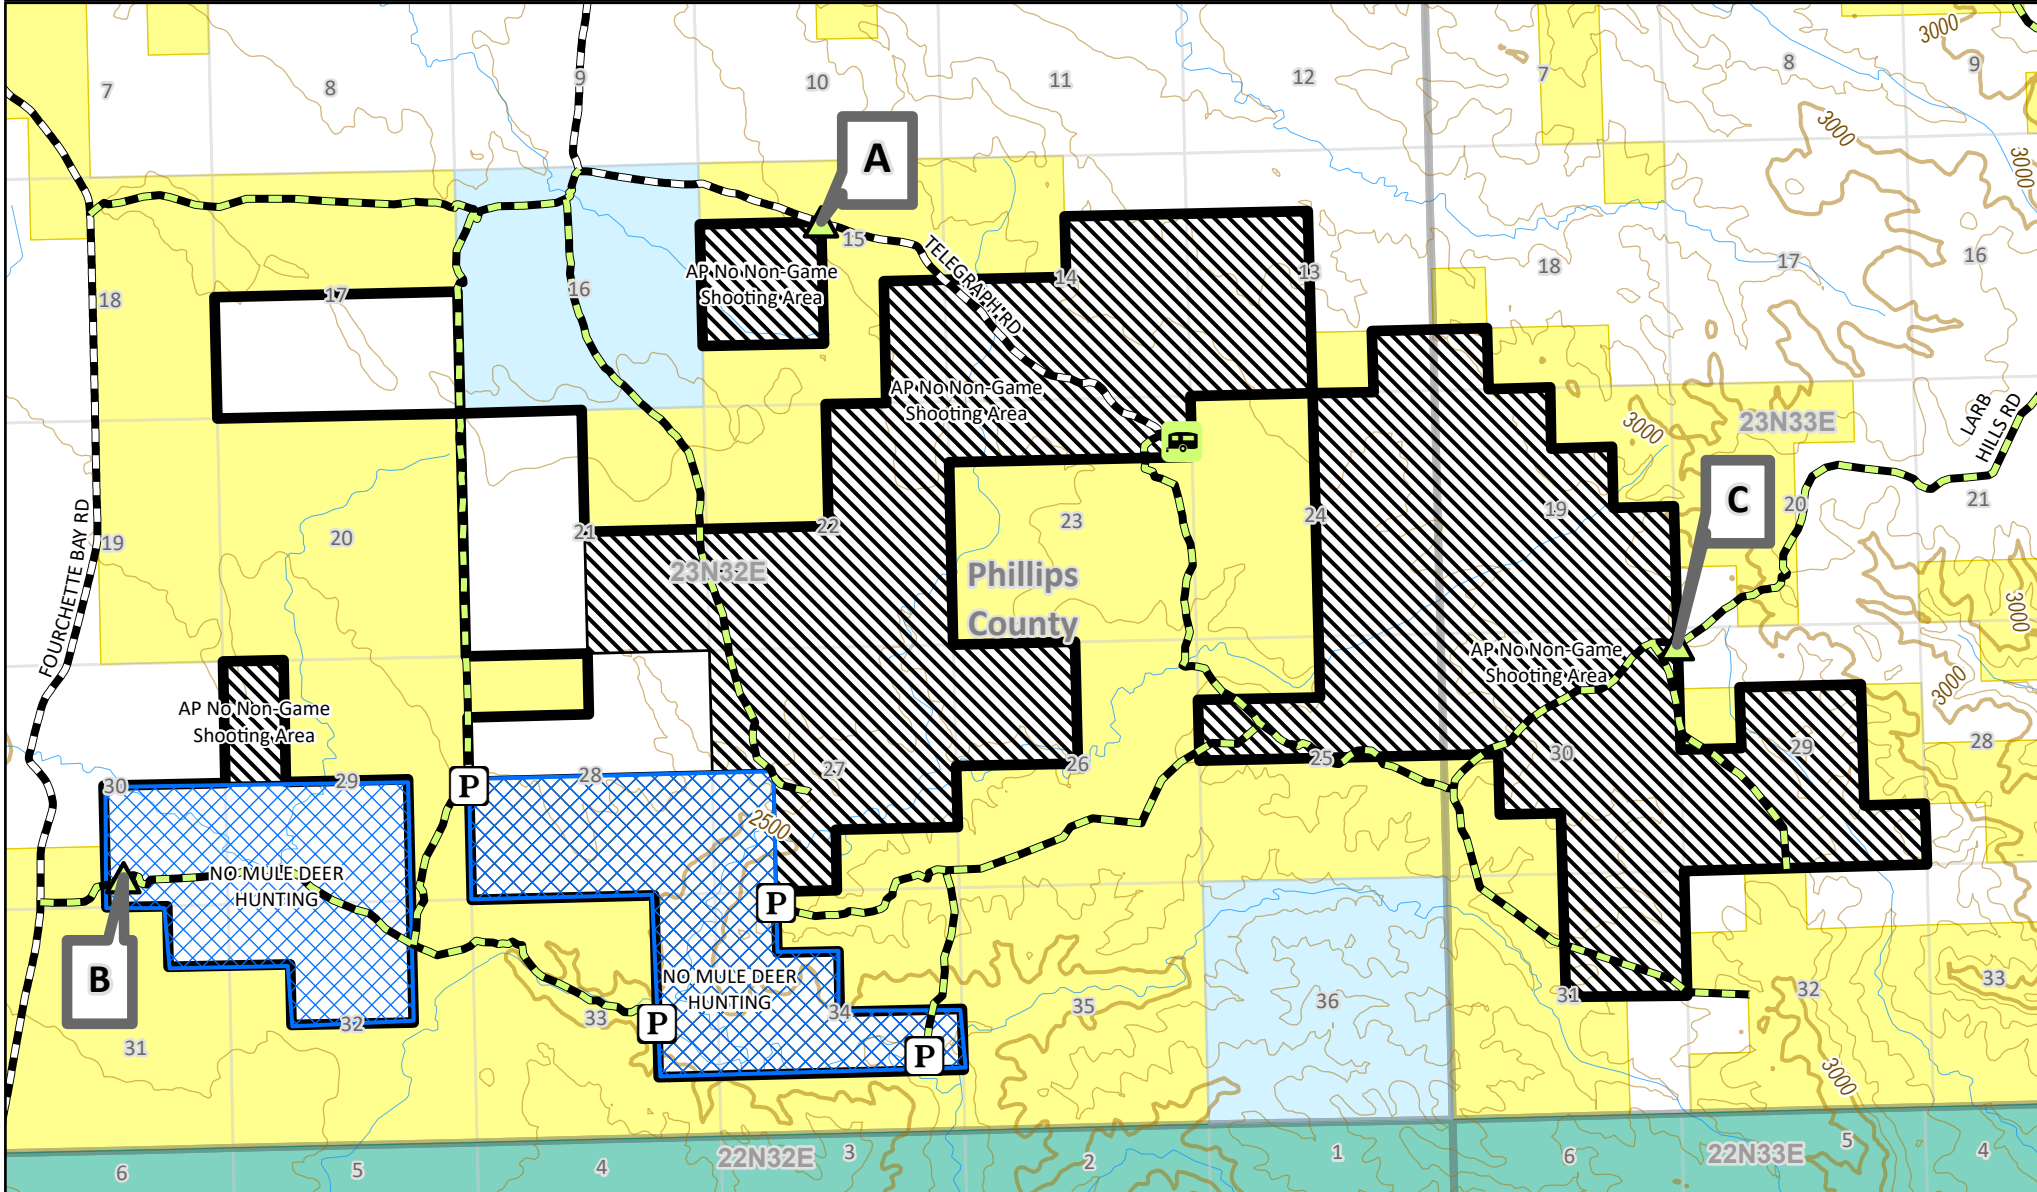 7
8
9
10
11
12
7
8
9
3000
3000
3000
A
15
TELEGRAPH RD
14
13
18
17
16
18
17
16
AP No Non-Game
Shooting Area
AP No Non-Game
Shooting Area
3000
23N33E
LARB
HILLS RD
C
19
20
21
22
23
24
19
20
21
FOURCHETTE BAY RD
23N32E
Phillips
County
3000
AP No Non-Game
Shooting Area
AP No Non-Game
Shooting Area
3000
30
29
28
27
26
25
30
29
28
P
2500
NO MULE DEER
HUNTING
P
B
NO MULE DEER
HUNTING
31
32
33
P
34
P
35
36
31
32
33
3000
6
5
4
22N32E
3
2
1
6
22N33E
5
4